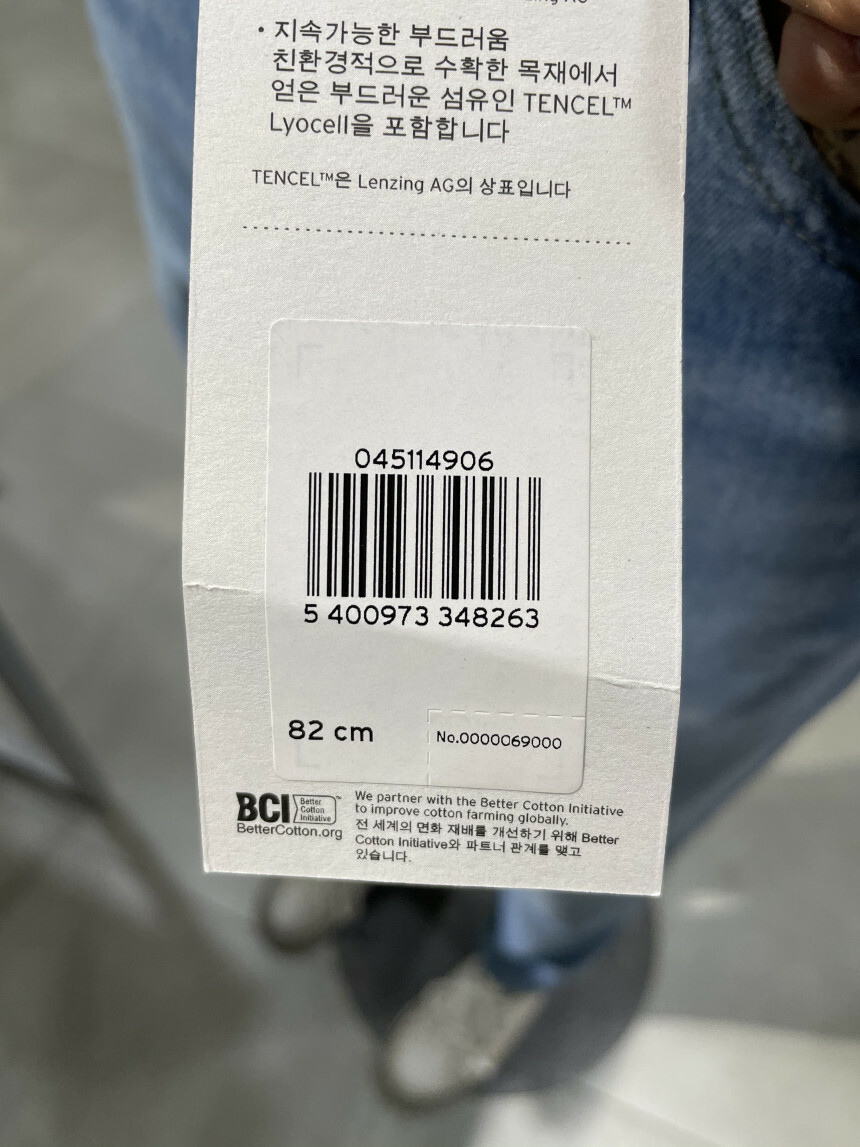 · 지속가능한 부드러움
친환경적으로 수확한 목재에서
얻은 부드러운 섬유인 TENCEL™
Lyocell을 포함합니다
TENCEL™은 Lenzing AG의 상표입니다
045114906
5 400973 348263
82 cm
No.0000069000
BCI Better
Cotton
Initiative™
BetterCotton.org
We partner with the Better Cotton Initiative
to improve cotton farming globally.
전 세계의 면화 재배를 개선하기 위해 Better
Cotton Initiative와 파트너 관계를 맺고
있습니다.